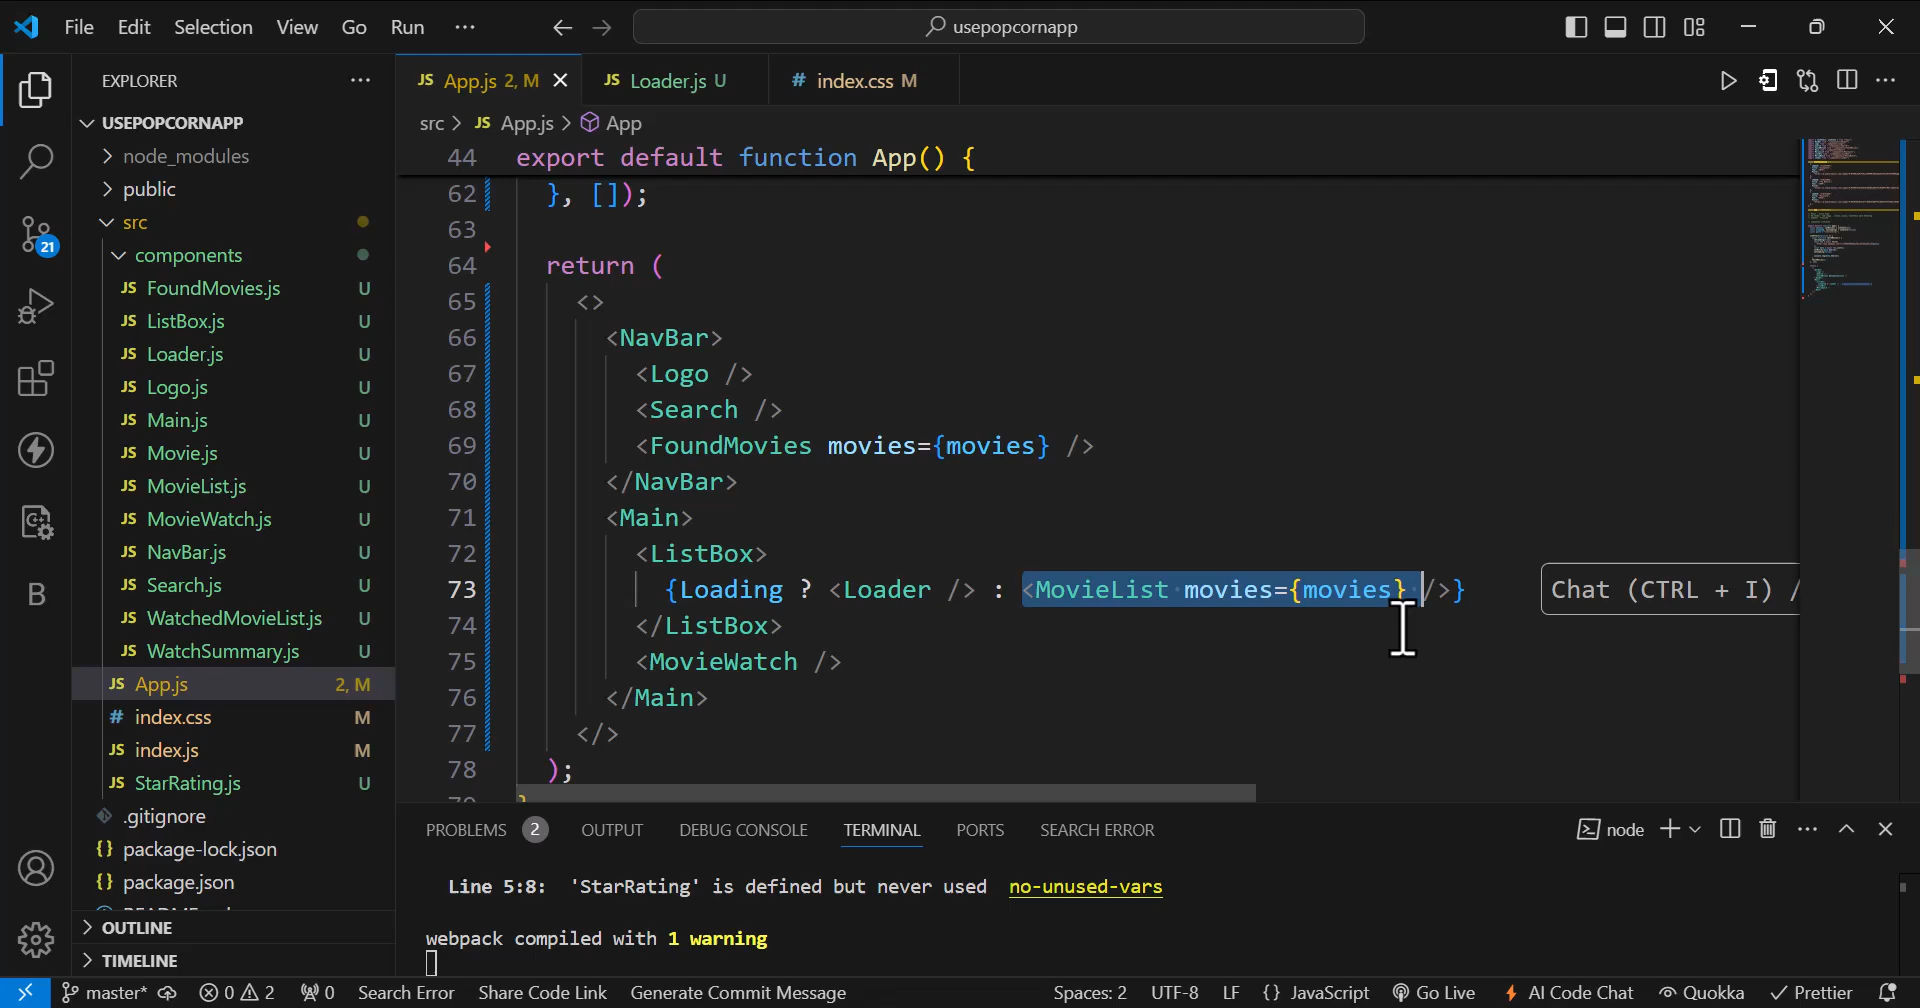 File Edit Selection View Go Run ···
usepopcornapp
EXPLORER ···
USEPOPCORNAPP
node_modules
public
src
components
JS FoundMovies.js U
JS ListBox.js U
JS Loader.js U
JS Logo.js U
JS Main.js U
JS Movie.js U
JS MovieList.js U
JS MovieWatch.js U
JS NavBar.js U
JS Search.js U
JS WatchedMovieList.js U
JS WatchSummary.js U
JS App.js 2, M
# index.css M
JS index.js M
JS StarRating.js U
.gitignore
{} package-lock.json
{} package.json
OUTLINE
TIMELINE
21
B
JS App.js 2, M
JS Loader.js U
# index.css M
src > JS App.js > App
44 export default function App() {
62 }, []);
63
64 return (
65 <>
66 <NavBar>
67 <Logo />
68 <Search />
69 <FoundMovies movies={movies} />
70 </NavBar>
71 <Main>
72 <ListBox>
73 {Loading ? <Loader /> : <MovieList movies={movies} />}
Chat (CTRL + I) /
74 </ListBox>
75 <MovieWatch />
76 </Main>
77 </>
78 );
PROBLEMS 2 OUTPUT DEBUG CONSOLE TERMINAL PORTS SEARCH ERROR
node
Line 5:8: 'StarRating' is defined but never used no-unused-vars
webpack compiled with 1 warning
master* 0 2 0 Search Error Share Code Link Generate Commit Message
Spaces: 2 UTF-8 LF {} JavaScript Go Live AI Code Chat Quokka Prettier